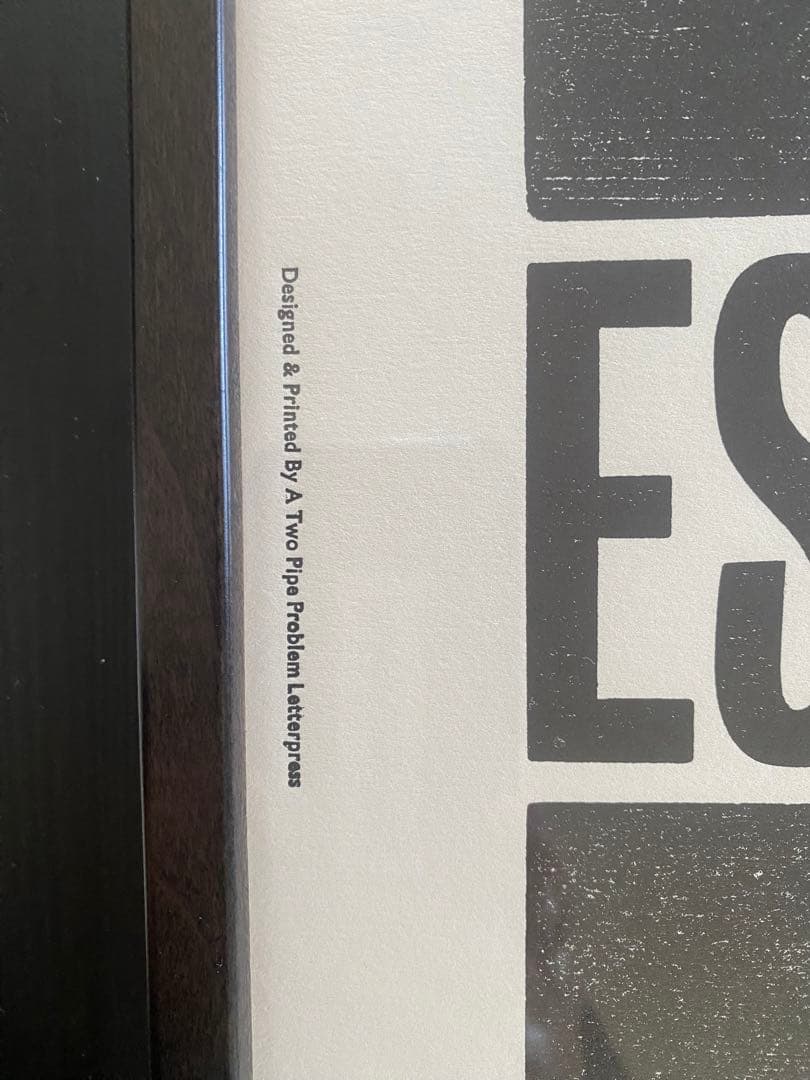 Designed & Printed By A Two Pipe Problem Letterpress
ES